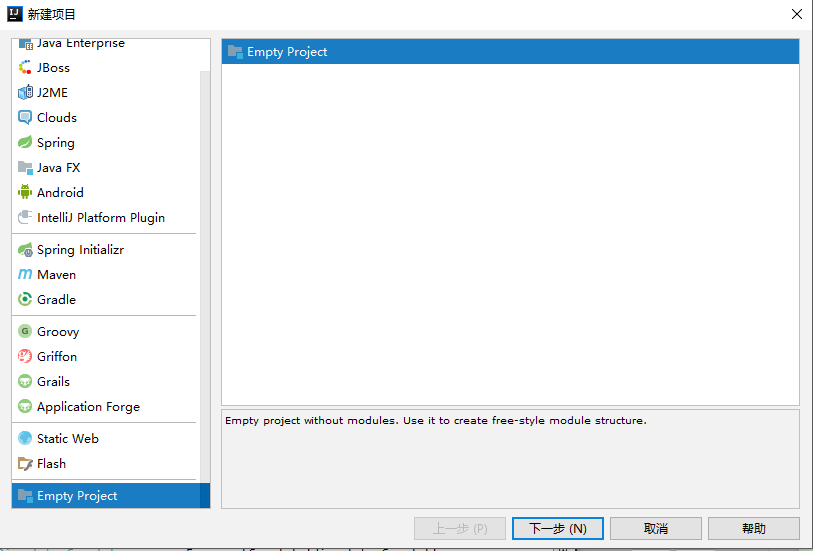 新建项目
Java Enterprise
JBoss
J2ME
Clouds
Spring
Java FX
Android
IntelliJ Platform Plugin
Spring Initializr
Maven
Gradle
Groovy
Griffon
Grails
Application Forge
Static Web
Flash
Empty Project
Empty Project
Empty project without modules. Use it to create free-style module structure.
上一步 (P)
下一步 (N)
取消
帮助